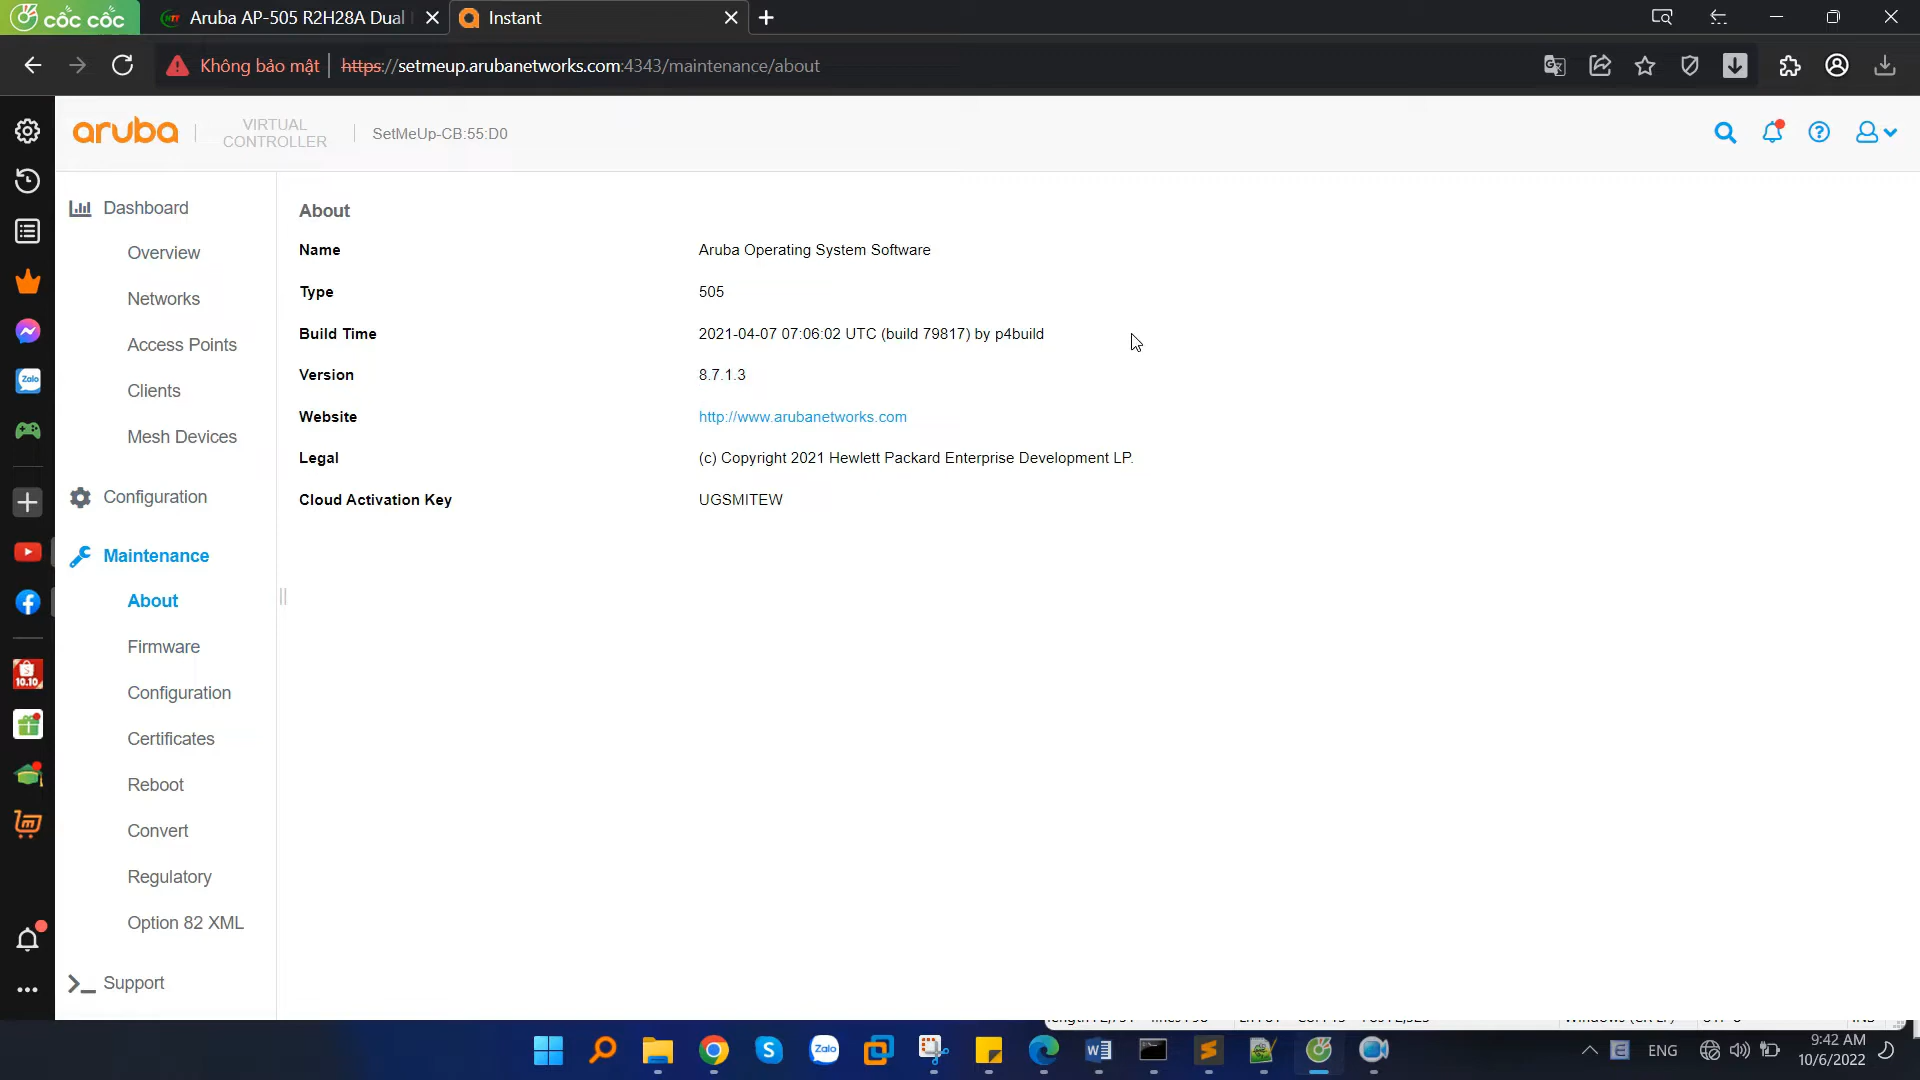 cốc cốc
Aruba AP-505 R2H28A Dual
Instant
Không bảo mật
https://setmeup.arubanetworks.com:4343/maintenance/about
aruba
VIRTUAL
CONTROLLER
SetMeUp-CB:55:D0
Dashboard
Overview
Networks
Access Points
Clients
Mesh Devices
Configuration
Maintenance
About
Firmware
Configuration
Certificates
Reboot
Convert
Regulatory
Option 82 XML
Support
About
Name
Aruba Operating System Software
Type
505
Build Time
2021-04-07 07:06:02 UTC (build 79817) by p4build
Version
8.7.1.3
Website
http://www.arubanetworks.com
Legal
(c) Copyright 2021 Hewlett Packard Enterprise Development LP.
Cloud Activation Key
UGSMITEW
Zalo
10.10
Zalo
ENG
9:42 AM
10/6/2022